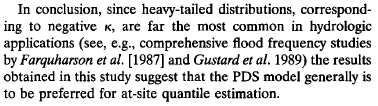 In conclusion, since heavy-tailed distributions, correspond-
ing to negative κ, are far the most common in hydrologic
applications (see, e.g., comprehensive flood frequency studies
by Farquharson et al. [1987] and Gustard et al. 1989) the results
obtained in this study suggest that the PDS model generally is
to be preferred for at-site quantile estimation.